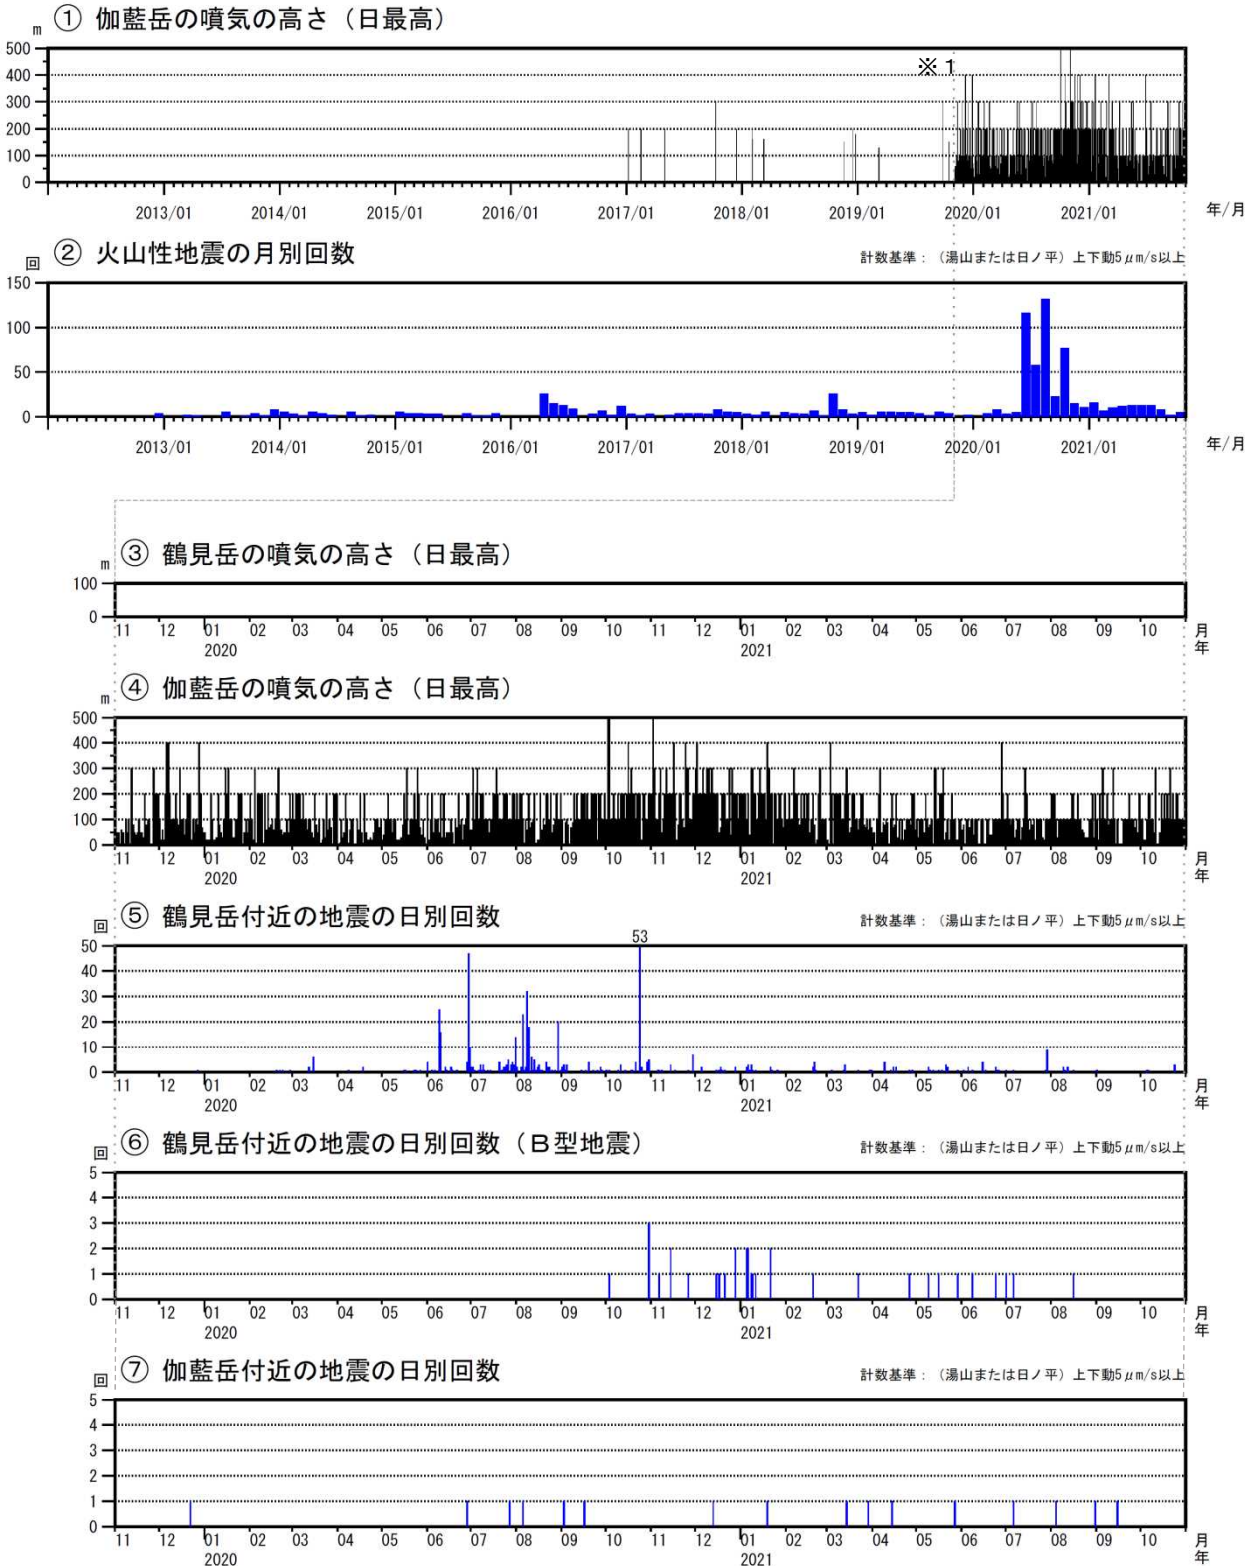 ① 伽藍岳の噴気の高さ（日最高）
m
※１
500
400
300
200
100
0
2013/01 2014/01 2015/01 2016/01 2017/01 2018/01 2019/01 2020/01 2021/01 年/月
② 火山性地震の月別回数
回
計数基準：（湯山または日ノ平）上下動5μm/s以上
150
100
50
0
2013/01 2014/01 2015/01 2016/01 2017/01 2018/01 2019/01 2020/01 2021/01 年/月
③ 鶴見岳の噴気の高さ（日最高）
m
100
0
11 12 01 02 03 04 05 06 07 08 09 10 11 12 01 02 03 04 05 06 07 08 09 10 月
2020 2021 年
④ 伽藍岳の噴気の高さ（日最高）
m
500
400
300
200
100
0
11 12 01 02 03 04 05 06 07 08 09 10 11 12 01 02 03 04 05 06 07 08 09 10 月
2020 2021 年
⑤ 鶴見岳付近の地震の日別回数
回
計数基準：（湯山または日ノ平）上下動5μm/s以上
53
50
40
30
20
10
0
11 12 01 02 03 04 05 06 07 08 09 10 11 12 01 02 03 04 05 06 07 08 09 10 月
2020 2021 年
⑥ 鶴見岳付近の地震の日別回数（Ｂ型地震）
回
計数基準：（湯山または日ノ平）上下動5μm/s以上
5
4
3
2
1
0
11 12 01 02 03 04 05 06 07 08 09 10 11 12 01 02 03 04 05 06 07 08 09 10 月
2020 2021 年
⑦ 伽藍岳付近の地震の日別回数
回
計数基準：（湯山または日ノ平）上下動5μm/s以上
5
4
3
2
1
0
11 12 01 02 03 04 05 06 07 08 09 10 11 12 01 02 03 04 05 06 07 08 09 10 月
2020 2021 年